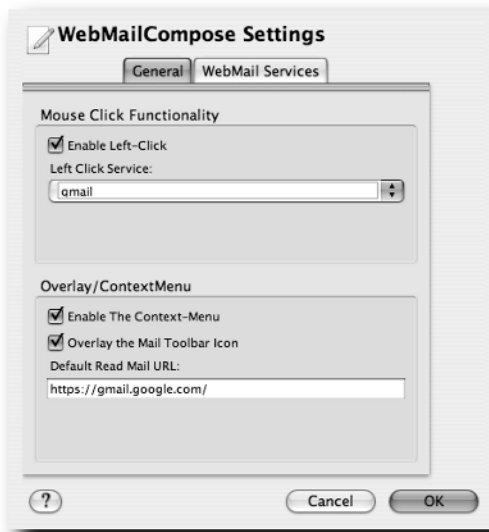 WebMailCompose Settings
General WebMail Services
Mouse Click Functionality
Enable Left-Click
Left Click Service:
gmail
Overlay/ContextMenu
Enable The Context-Menu
Overlay the Mail Toolbar Icon
Default Read Mail URL:
https://gmail.google.com/
? Cancel OK